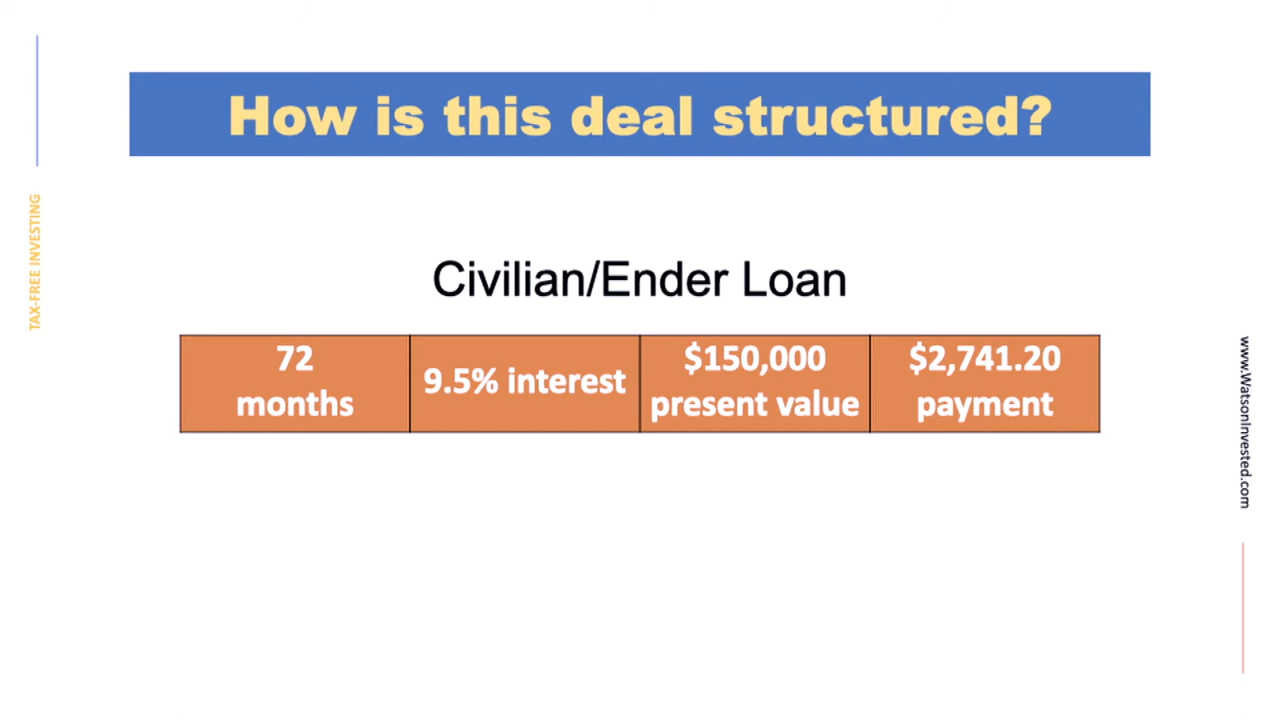 How is this deal structured?
TAX-FREE INVESTING
Civilian/Ender Loan
72
months
9.5% interest
$150,000
present value
$2,741.20
payment
www.WatsonInvested.com